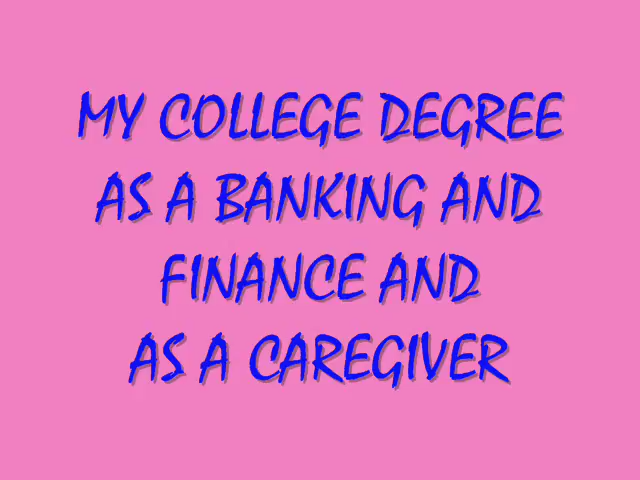 MY COLLEGE DEGREE
AS A BANKING AND
FINANCE AND
AS A CAREGIVER